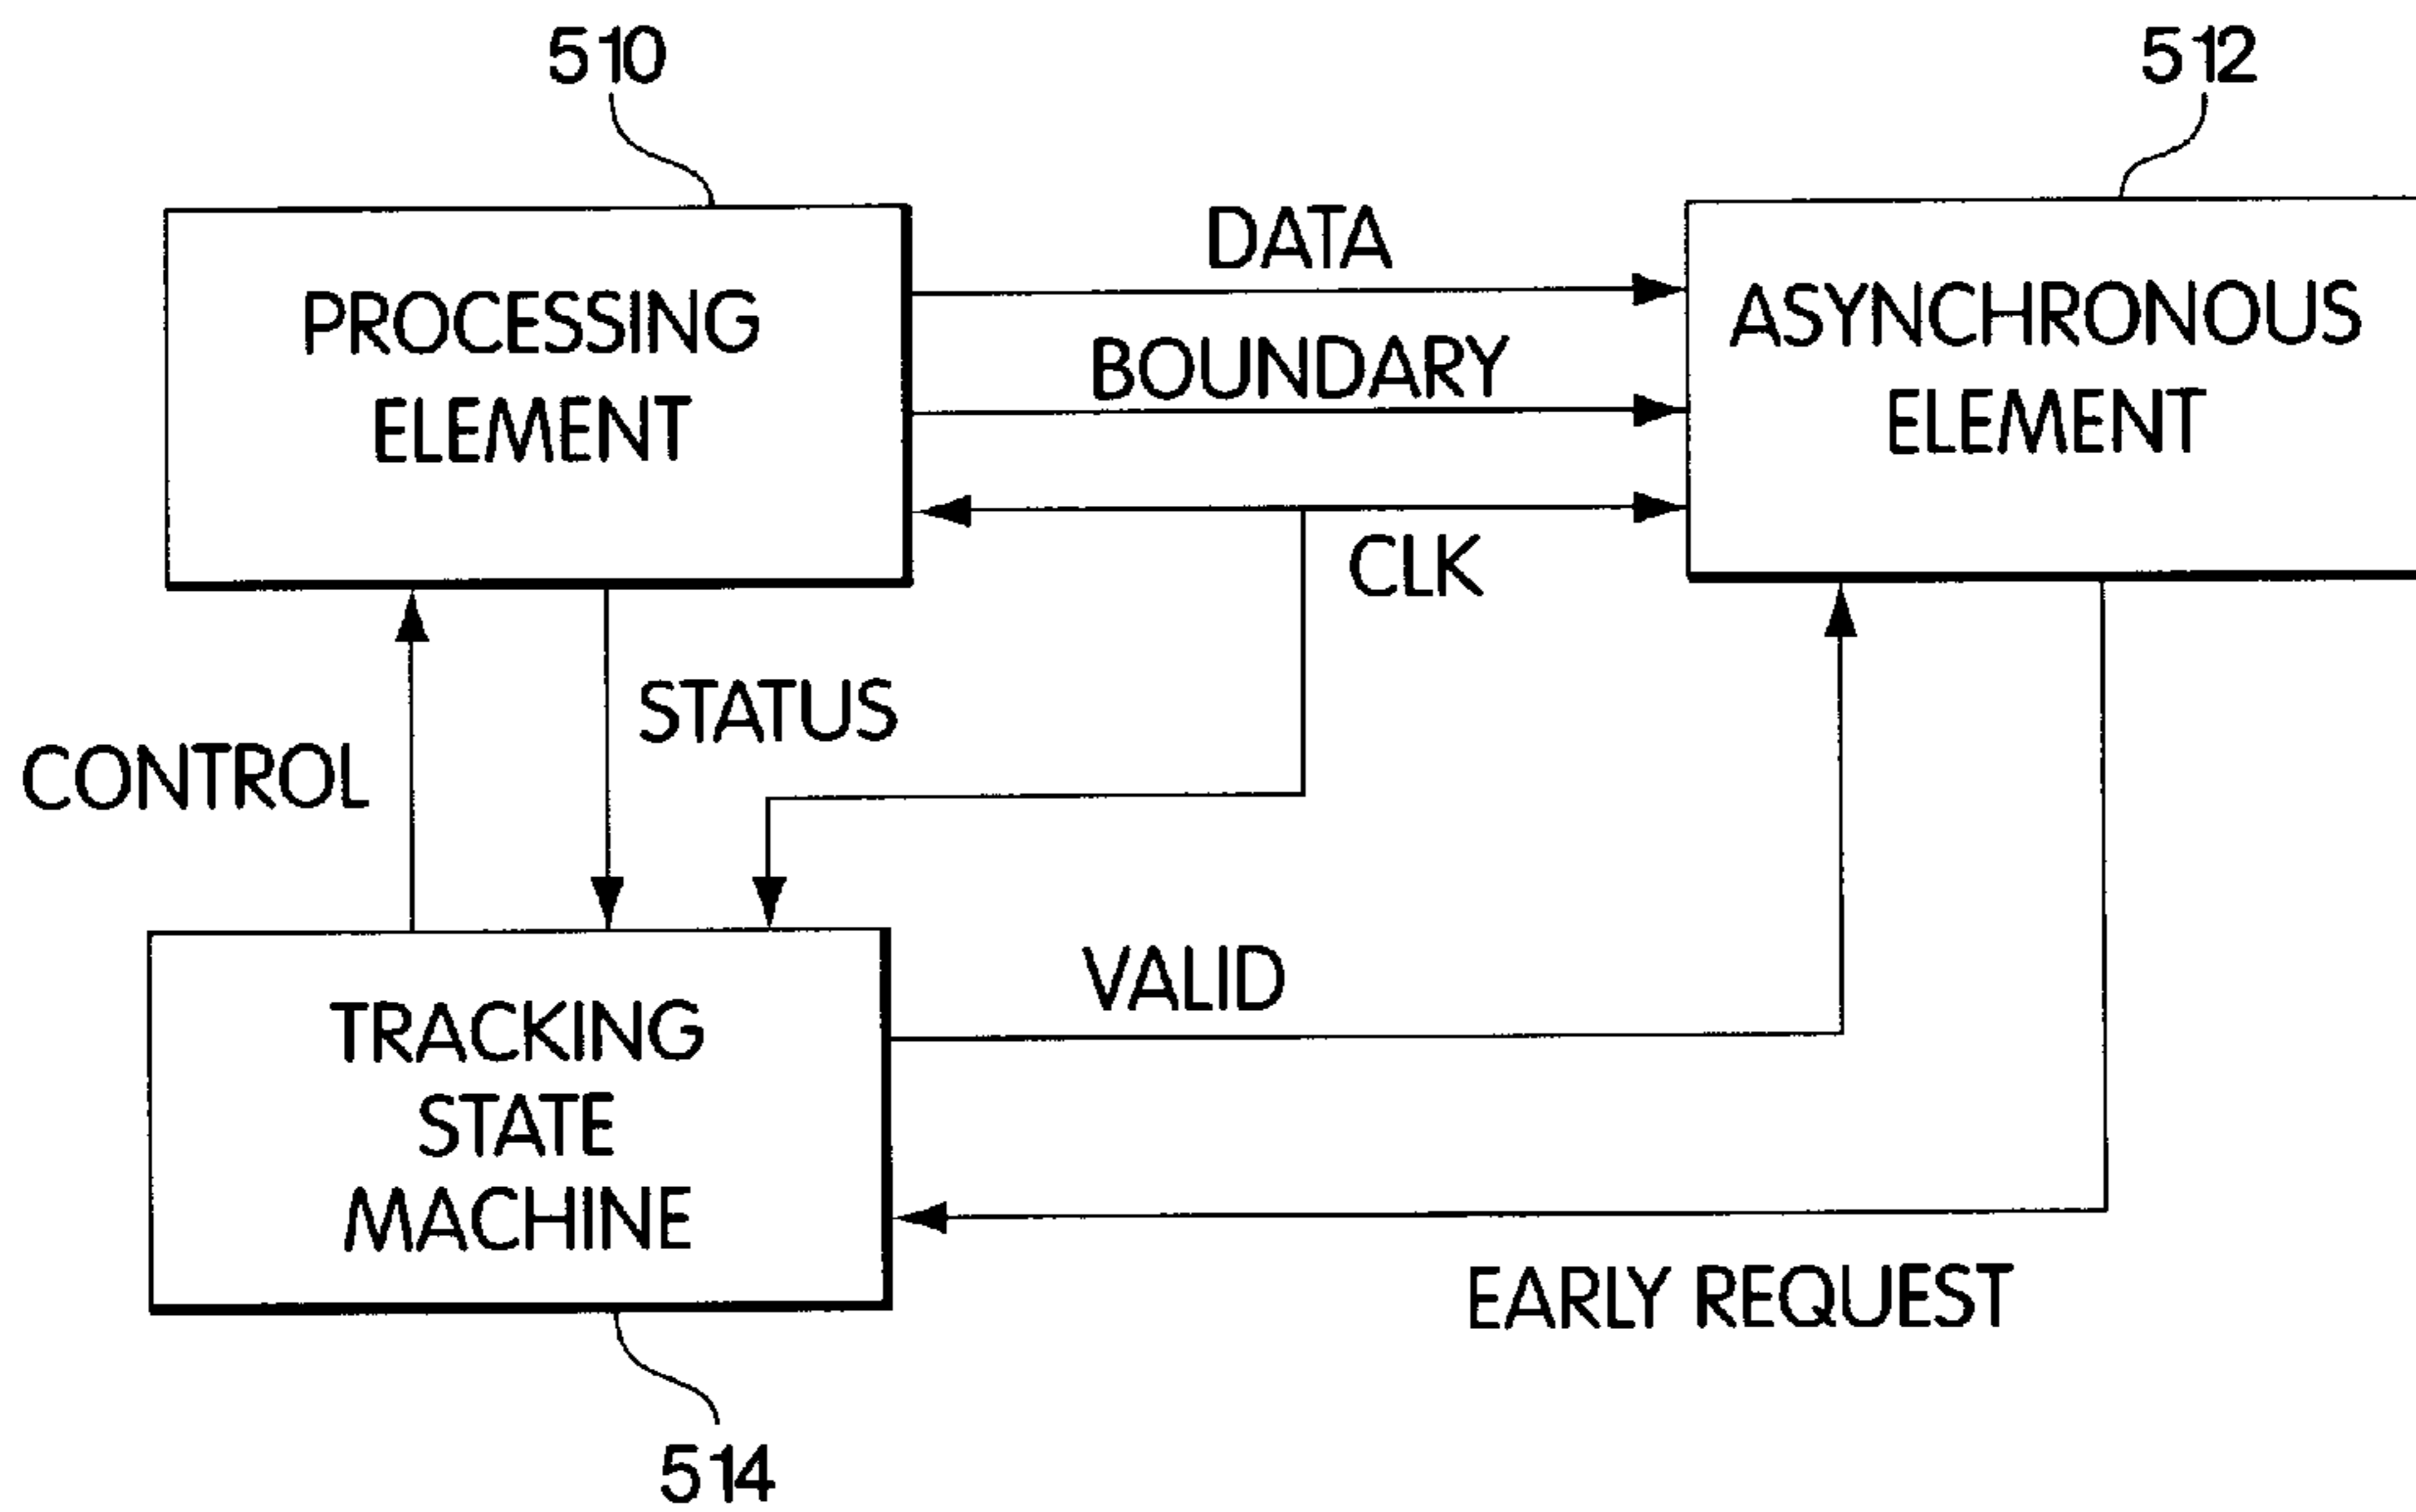 510
512
DATA
PROCESSING
ELEMENT
BOUNDARY
ASYNCHRONOUS
ELEMENT
CLK
STATUS
CONTROL
VALID
TRACKING
STATE
MACHINE
EARLY REQUEST
514